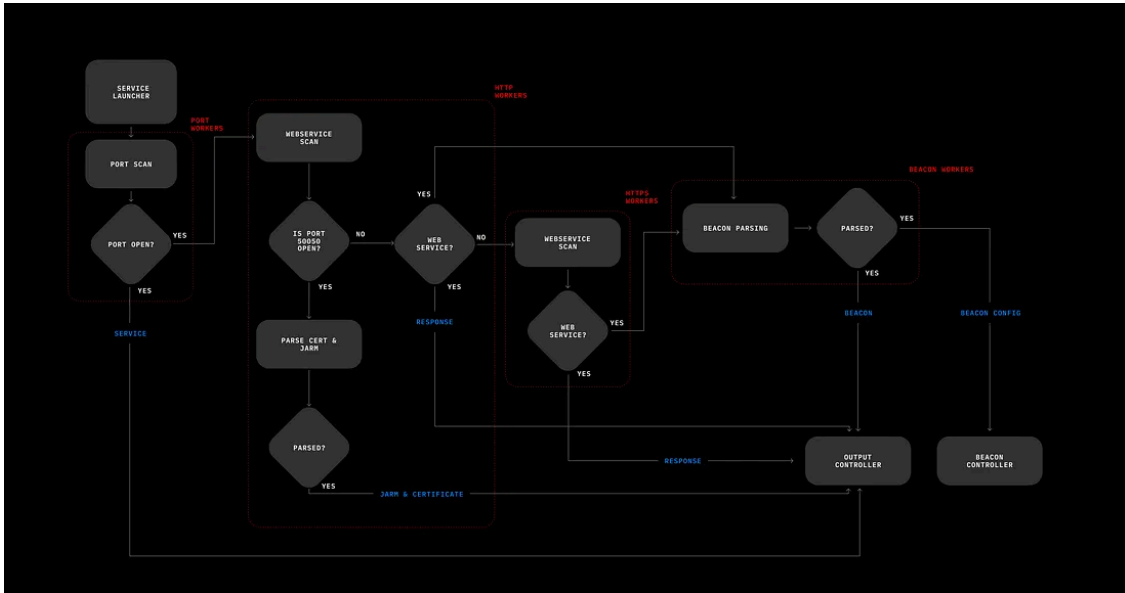 SERVICE
LAUNCHER
PORT
WORKERS
PORT SCAN
PORT OPEN?
YES
YES
SERVICE
HTTP
WORKERS
WEBSERVICE
SCAN
IS PORT
50050
OPEN?
NO
YES
PARSE CERT &
JARM
PARSED?
YES
JARM & CERTIFICATE
YES
WEB
SERVICE?
NO
YES
RESPONSE
HTTPS
WORKERS
WEBSERVICE
SCAN
WEB
SERVICE?
YES
YES
RESPONSE
BEACON WORKERS
BEACON PARSING
PARSED?
YES
YES
BEACON
BEACON CONFIG
OUTPUT
CONTROLLER
BEACON
CONTROLLER